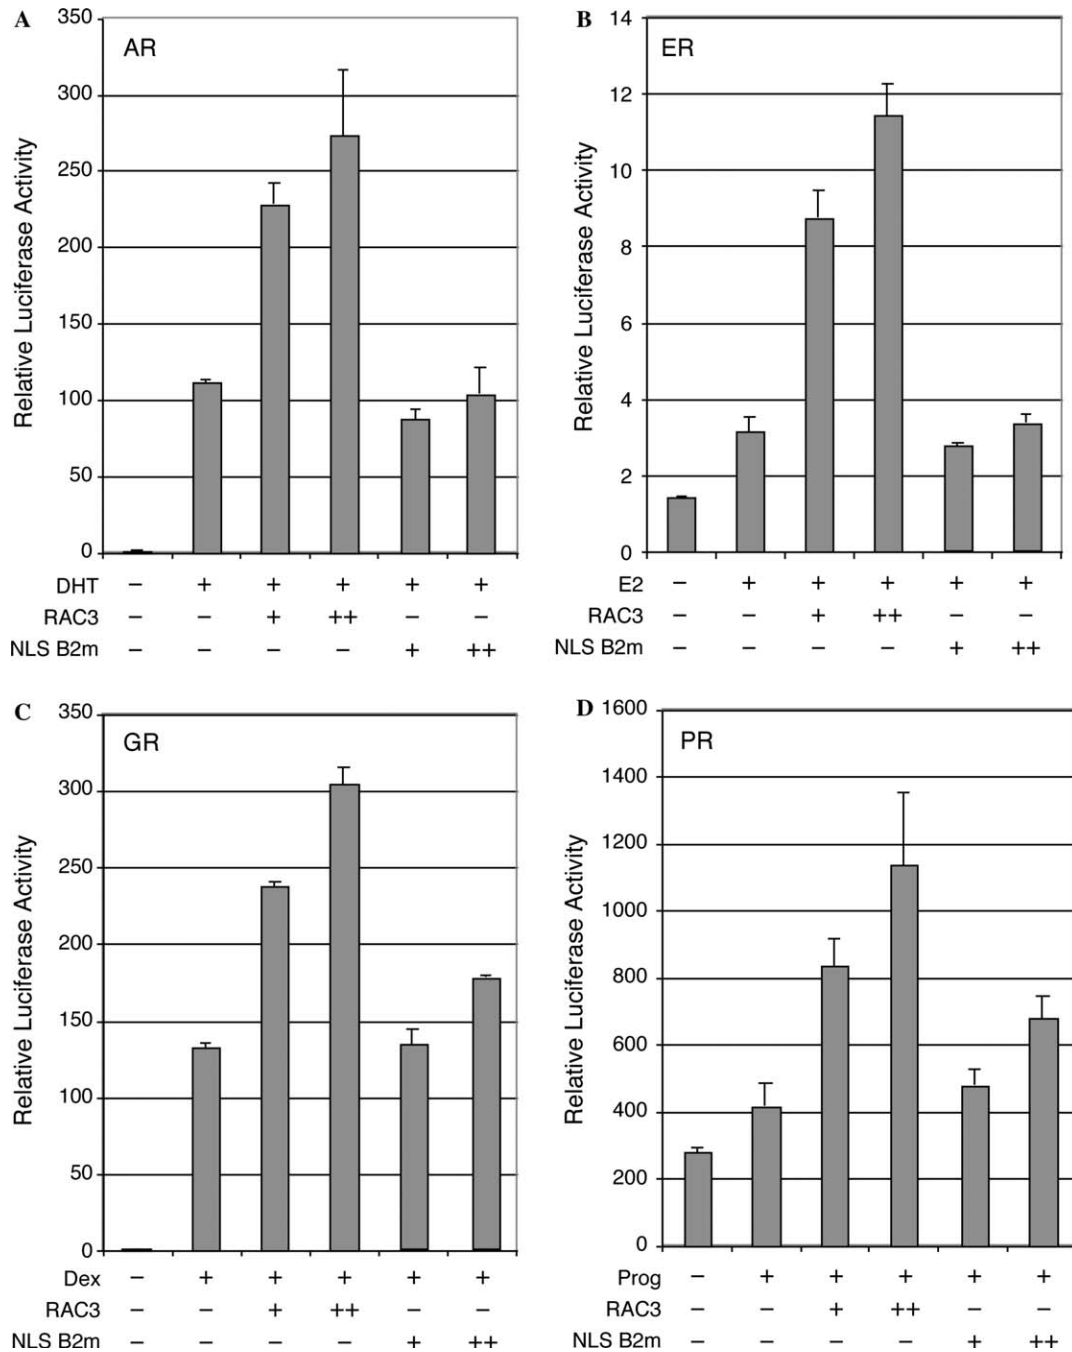 A
AR
Relative Luciferase Activity
350
300
250
200
150
100
50
0
DHT – + + + + +
RAC3 – – + ++ – –
NLS B2m – – – – + ++
B
ER
Relative Luciferase Activity
14
12
10
8
6
4
2
0
E2 – + + + + +
RAC3 – – + ++ – –
NLS B2m – – – – + ++
C
GR
Relative Luciferase Activity
350
300
250
200
150
100
50
0
Dex – + + + + +
RAC3 – – + ++ – –
NLS B2m – – – – + ++
D
PR
Relative Luciferase Activity
1600
1400
1200
1000
800
600
400
200
0
Prog – + + + + +
RAC3 – – + ++ – –
NLS B2m – – – – + ++